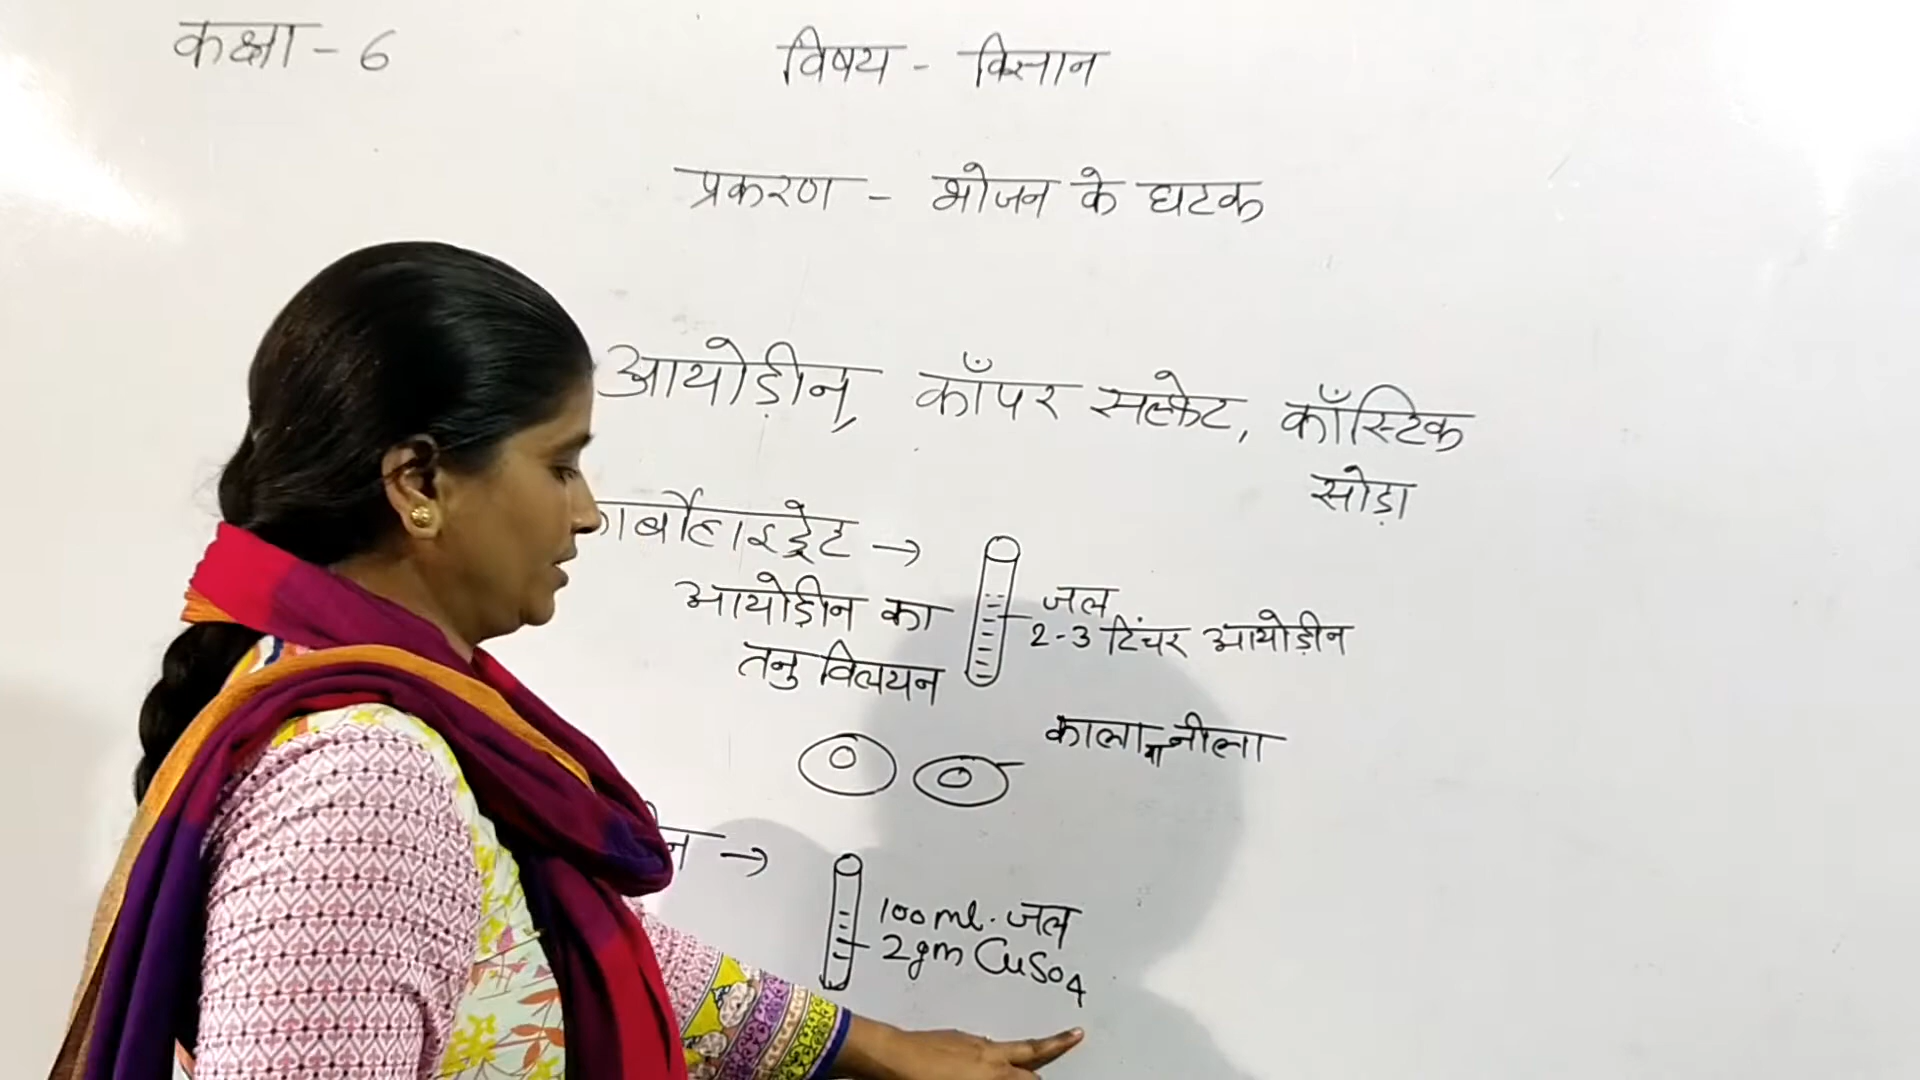 कक्षा - 6
विषय - विज्ञान
प्रकरण - भोजन के घटक
आयोडीन, कॉपर सल्फेट, कॉस्टिक
सोडा
कार्बोहाइड्रेट →
आयोडीन का
तनु विलयन
जल
2-3 टिंचर आयोडीन
काला या नीला
न →
100 ml. जल
2gm CuSO4